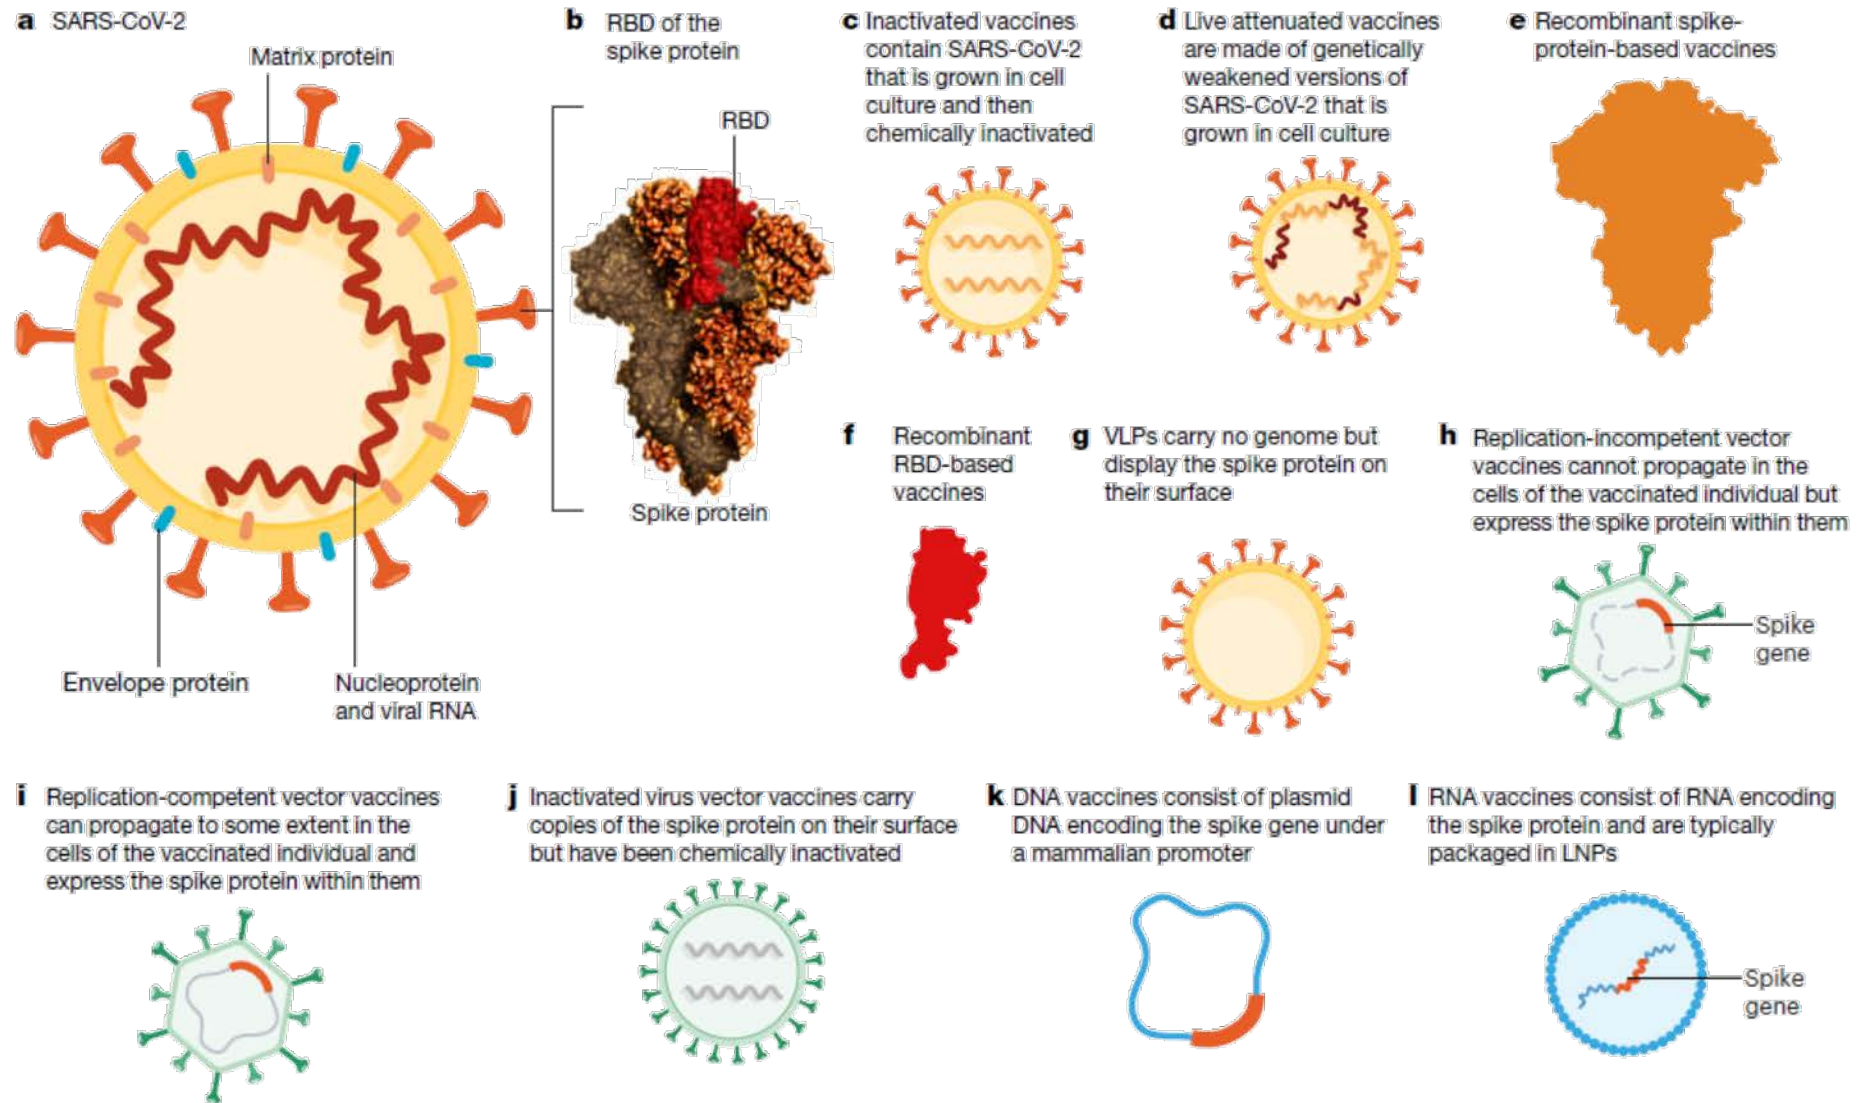 a SARS-CoV-2
Matrix protein
Envelope protein
Nucleoprotein
and viral RNA
b RBD of the
spike protein
RBD
Spike protein
c Inactivated vaccines
contain SARS-CoV-2
that is grown in cell
culture and then
chemically inactivated
d Live attenuated vaccines
are made of genetically
weakened versions of
SARS-CoV-2 that is
grown in cell culture
e Recombinant spike-
protein-based vaccines
f Recombinant
RBD-based
vaccines
g VLPs carry no genome but
display the spike protein on
their surface
h Replication-incompetent vector
vaccines cannot propagate in the
cells of the vaccinated individual but
express the spike protein within them
Spike
gene
i Replication-competent vector vaccines
can propagate to some extent in the
cells of the vaccinated individual and
express the spike protein within them
j Inactivated virus vector vaccines carry
copies of the spike protein on their surface
but have been chemically inactivated
k DNA vaccines consist of plasmid
DNA encoding the spike gene under
a mammalian promoter
l RNA vaccines consist of RNA encoding
the spike protein and are typically
packaged in LNPs
Spike
gene